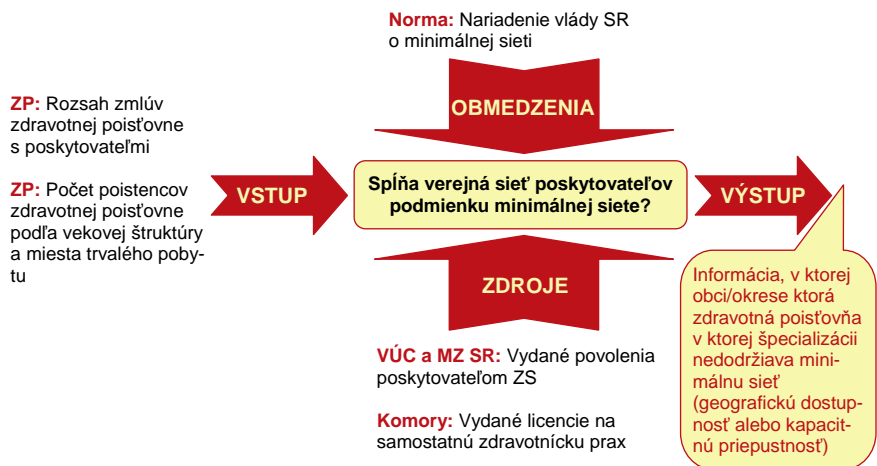 Norma: Nariadenie vlády SR
o minimálnej sieti
OBMEDZENIA
ZP: Rozsah zmlúv
zdravotnej poisťovne
s poskytovateľmi
ZP: Počet poistencov
zdravotnej poisťovne
podľa vekovej štruktúry
a miesta trvalého poby-
tu
VSTUP
Spĺňa verejná sieť poskytovateľov
podmienku minimálnej siete?
VÝSTUP
ZDROJE
VÚC a MZ SR: Vydané povolenia
poskytovateľom ZS
Komory: Vydané licencie na
samostatnú zdravotnícku prax
Informácia, v ktorej
obci/okrese ktorá
zdravotná poisťovňa
v ktorej špecializácii
nedodržiava mini-
málnu sieť
(geografickú dostup-
nosť alebo kapacit-
nú priepustnosť)